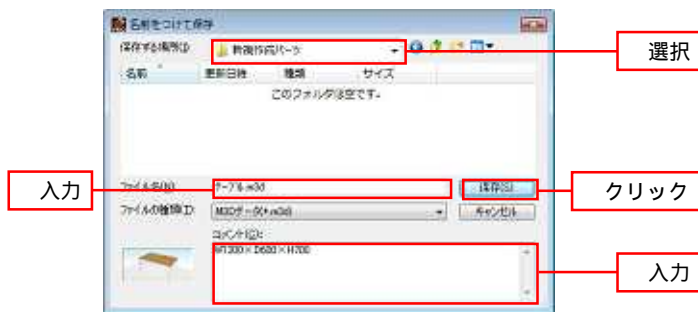 名前をつけて保存
保存する場所(I):
新規作成パーツ
選択
名前 更新日時 種類 サイズ
このフォルダは空です。
入力
ファイル名(N):
テーブル.m3d
保存(S)
クリック
ファイルの種類(T):
M3Dデータ(*.m3d)
キャンセル
コメント(C):
W1300×D600×H700
入力